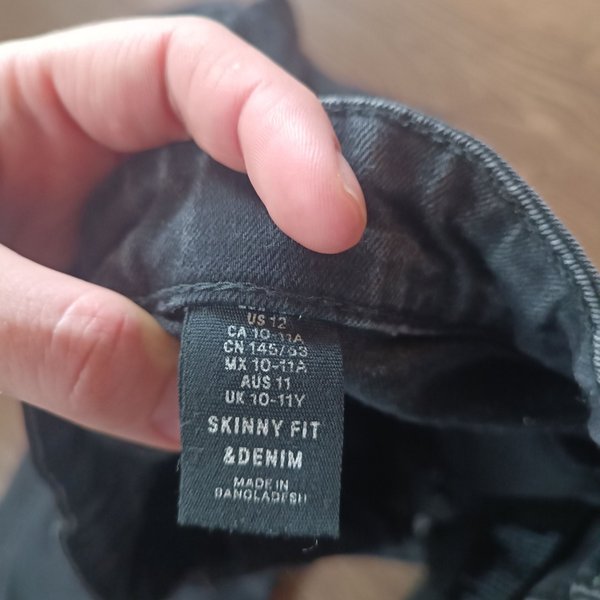 US 12
CA 10-11A
CN 145/63
MX 10-11A
AUS 11
UK 10-11Y
SKINNY FIT
&DENIM
MADE IN
BANGLADESH